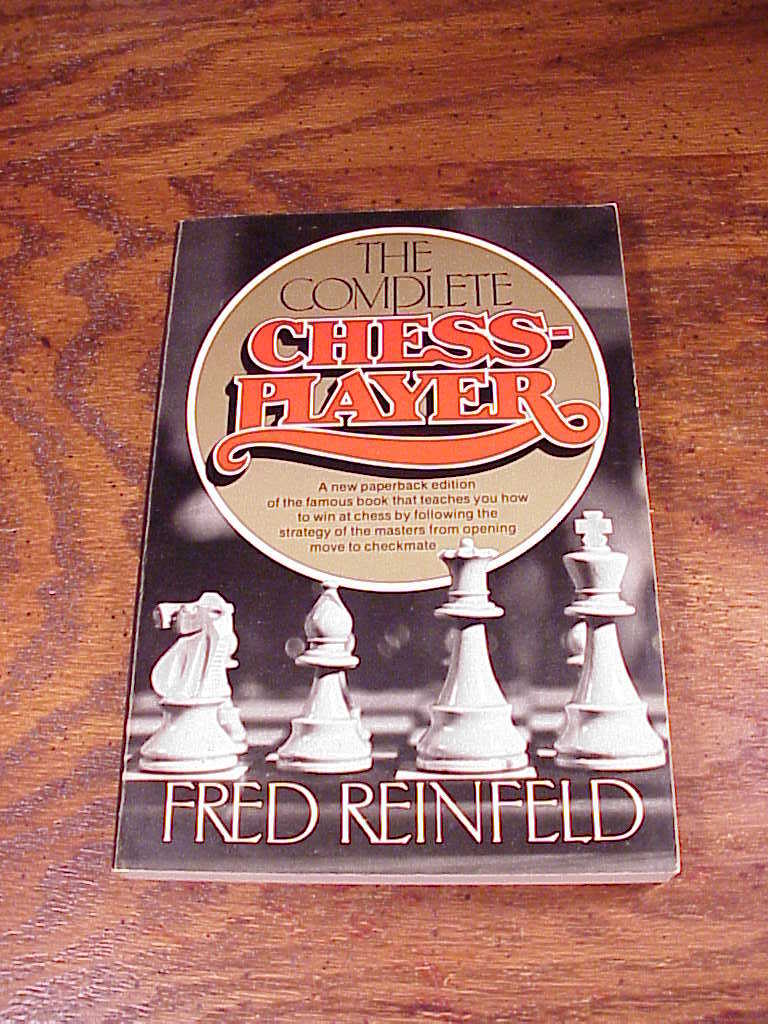 THE
COMPLETE
CHESS-
PLAYER
A new paperback edition
of the famous book that teaches you how
to win at chess by following the
strategy of the masters from opening
move to checkmate
FRED REINFELD